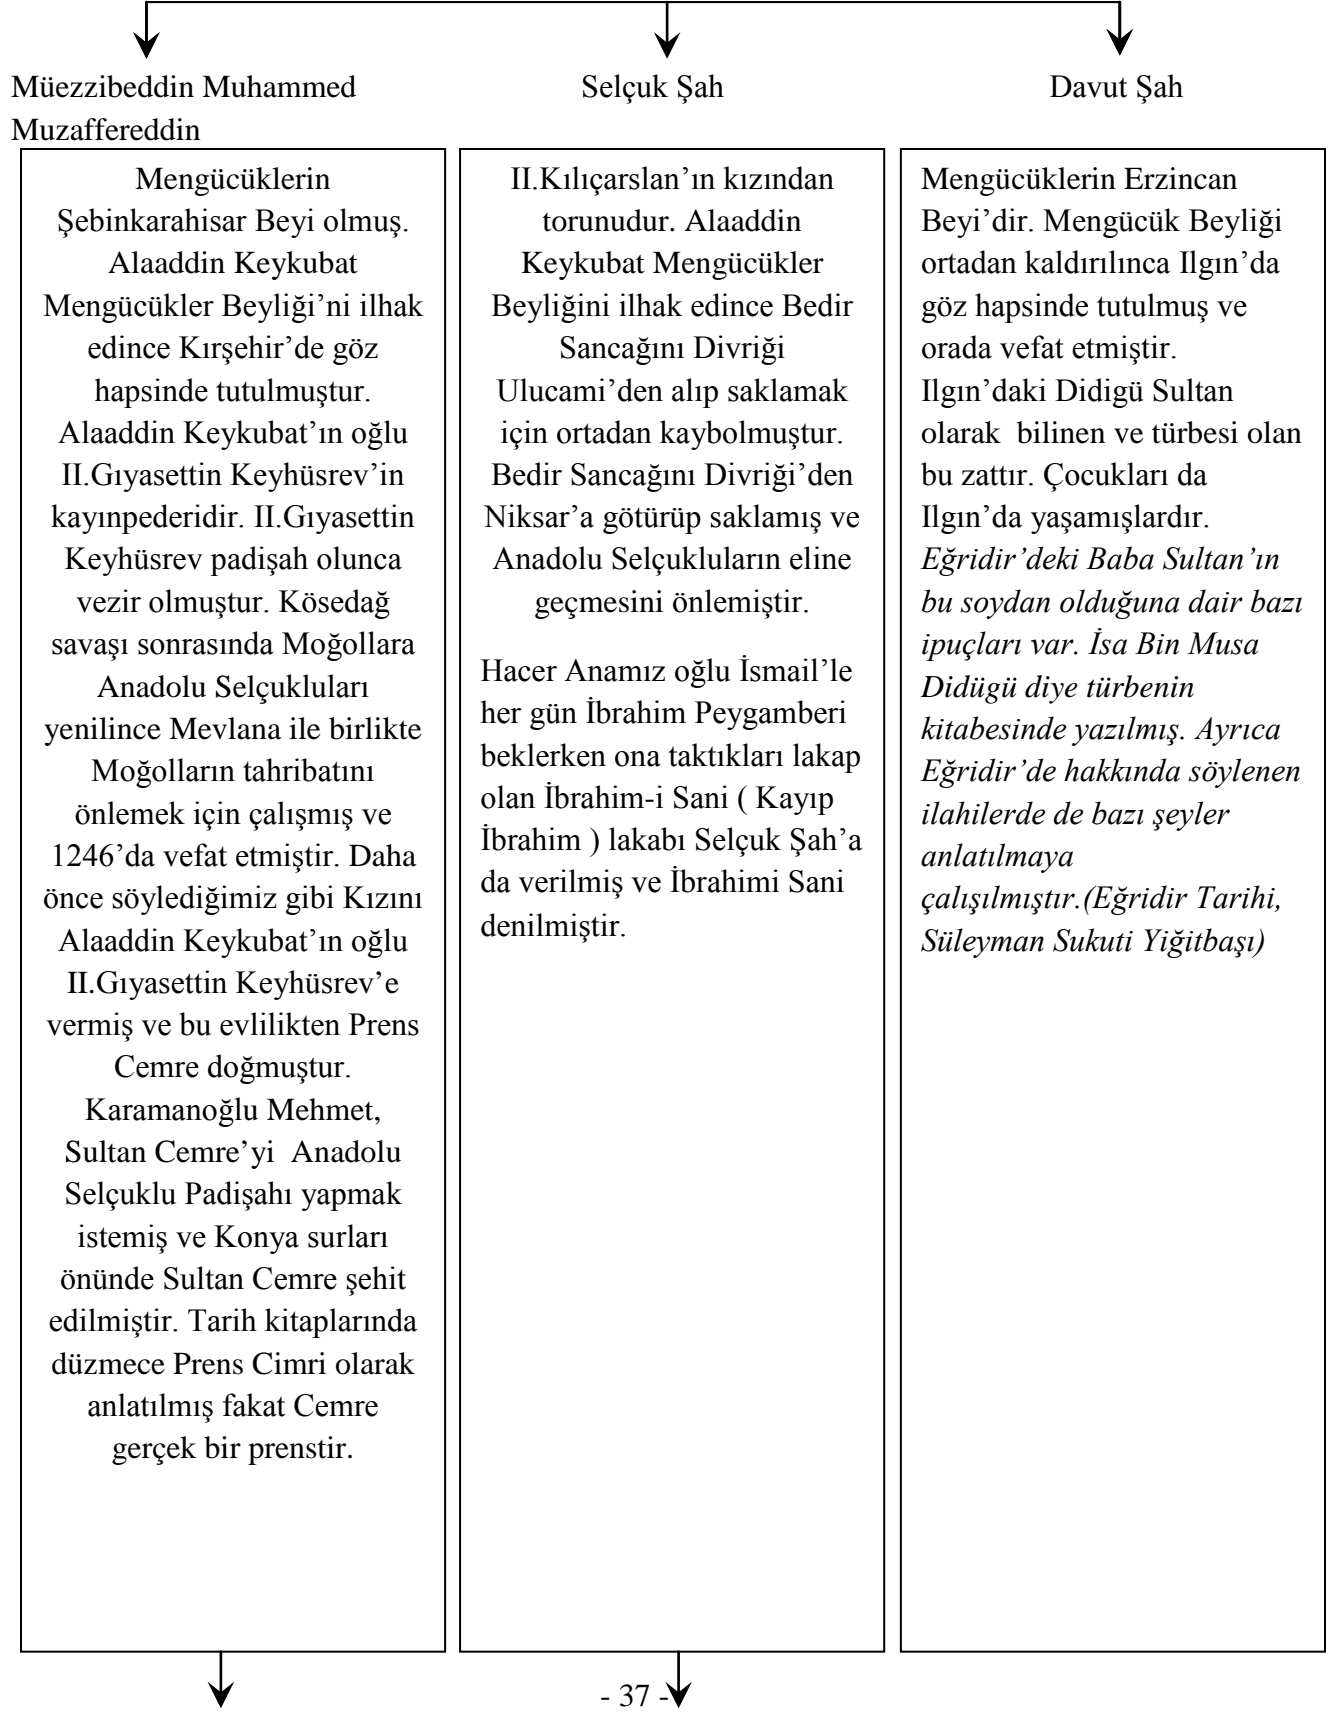 Müezzibeddin Muhammed
Muzaffereddin
Selçuk Şah
Davut Şah
Mengücüklerin
Şebinkarahisar Beyi olmuş.
Alaaddin Keykubat
Mengücükler Beyliği’ni ilhak
edince Kırşehir’de göz
hapsinde tutulmuştur.
Alaaddin Keykubat’ın oğlu
II.Gıyasettin Keyhüsrev’in
kayınpederidir. II.Gıyasettin
Keyhüsrev padişah olunca
vezir olmuştur. Kösedağ
savaşı sonrasında Moğollara
Anadolu Selçukluları
yenilince Mevlana ile birlikte
Moğolların tahribatını
önlemek için çalışmış ve
1246’da vefat etmiştir. Daha
önce söylediğimiz gibi Kızını
Alaaddin Keykubat’ın oğlu
II.Gıyasettin Keyhüsrev’e
vermiş ve bu evlilikten Prens
Cemre doğmuştur.
Karamanoğlu Mehmet,
Sultan Cemre’yi  Anadolu
Selçuklu Padişahı yapmak
istemiş ve Konya surları
önünde Sultan Cemre şehit
edilmiştir. Tarih kitaplarında
düzmece Prens Cimri olarak
anlatılmış fakat Cemre
gerçek bir prenstir.
II.Kılıçarslan’ın kızından
torunudur. Alaaddin
Keykubat Mengücükler
Beyliğini ilhak edince Bedir
Sancağını Divriği
Ulucami’den alıp saklamak
için ortadan kaybolmuştur.
Bedir Sancağını Divriği’den
Niksar’a götürüp saklamış ve
Anadolu Selçukluların eline
geçmesini önlemiştir.
Hacer Anamız oğlu İsmail’le
her gün İbrahim Peygamberi
beklerken ona taktıkları lakap
olan İbrahim-i Sani ( Kayıp
İbrahim ) lakabı Selçuk Şah’a
da verilmiş ve İbrahimi Sani
denilmiştir.
Mengücüklerin Erzincan
Beyi’dir. Mengücük Beyliği
ortadan kaldırılınca Ilgın’da
göz hapsinde tutulmuş ve
orada vefat etmiştir.
Ilgın’daki Didigü Sultan
olarak  bilinen ve türbesi olan
bu zattır. Çocukları da
Ilgın’da yaşamışlardır.
Eğridir’deki Baba Sultan’ın
bu soydan olduğuna dair bazı
ipuçları var. İsa Bin Musa
Didügü diye türbenin
kitabesinde yazılmış. Ayrıca
Eğridir’de hakkında söylenen
ilahilerde de bazı şeyler
anlatılmaya
çalışılmıştır.(Eğridir Tarihi,
Süleyman Sukuti Yiğitbaşı)
- 37 -